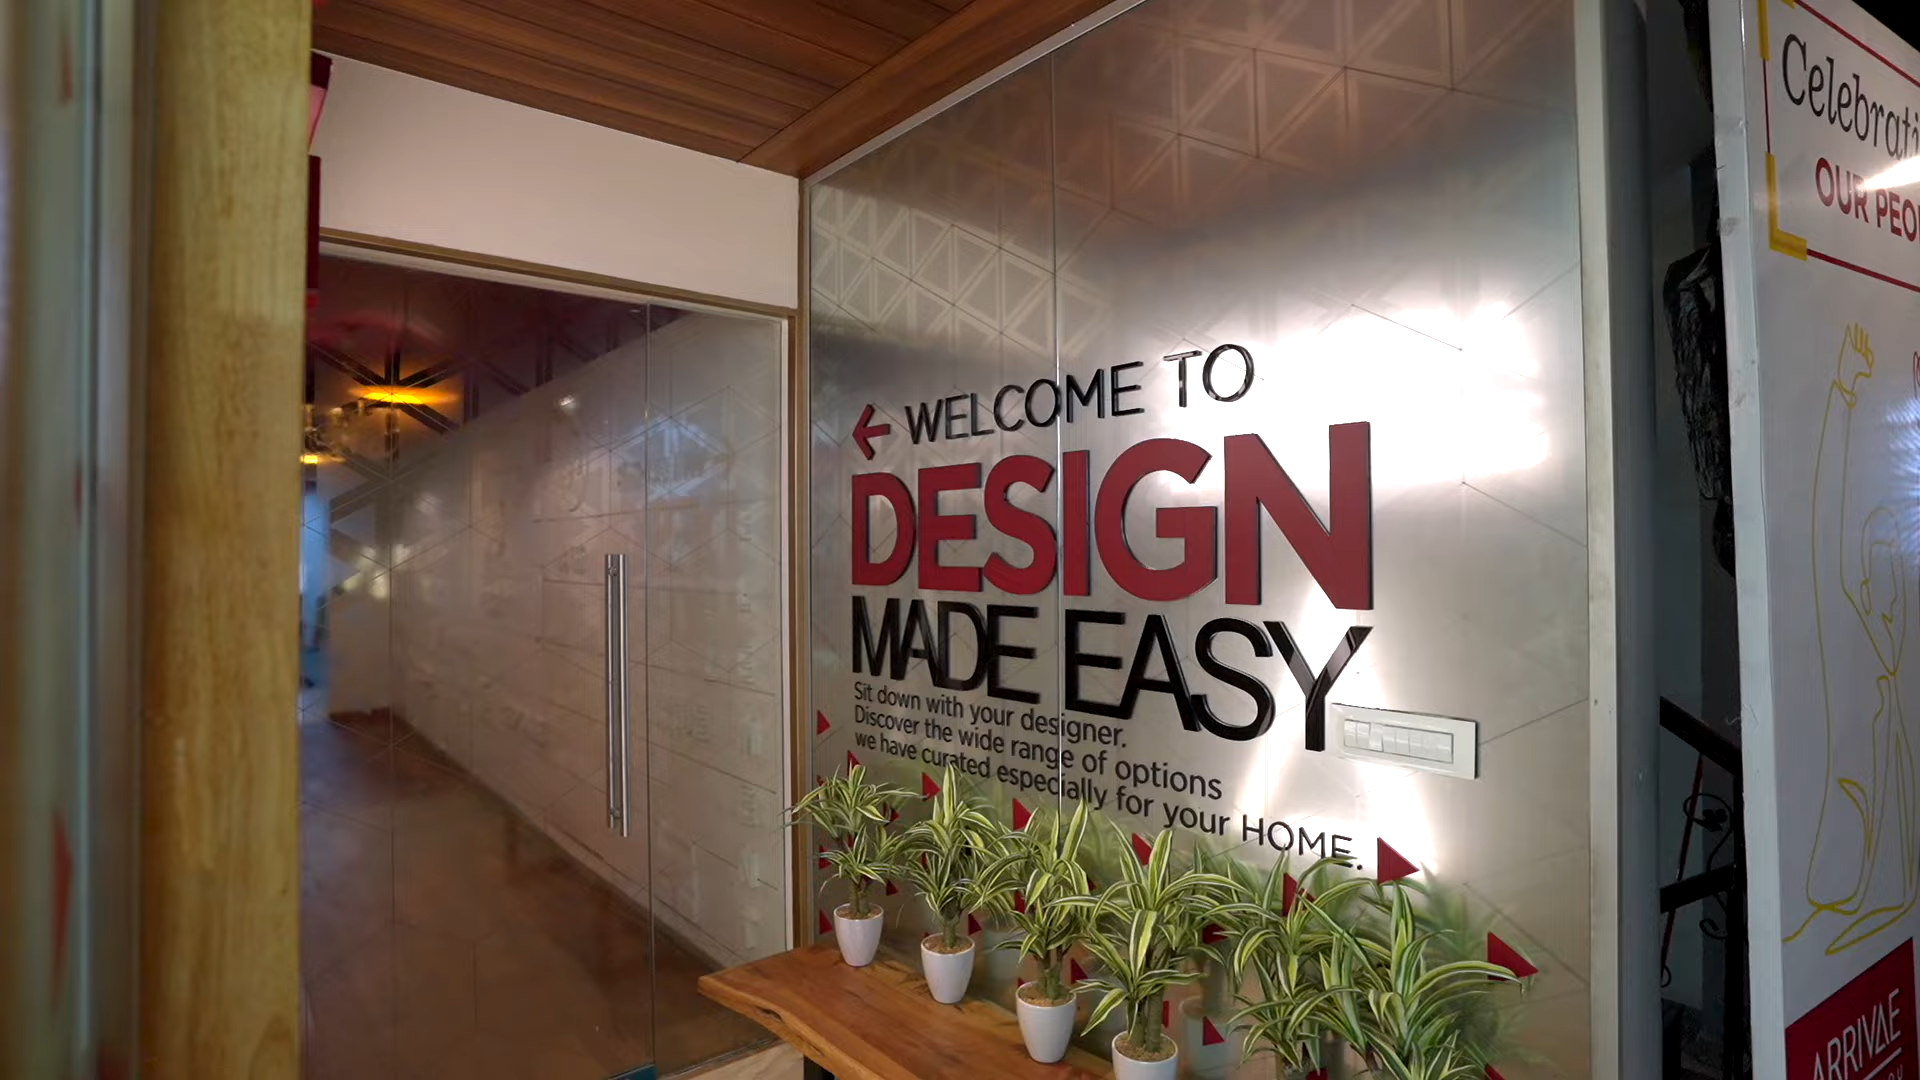 WELCOME TO
DESIGN
MADE EASY
Sit down with your designer.
Discover the wide range of options
we have curated especially for your HOME.
Celebrati
OUR PEO
ARRIVAE